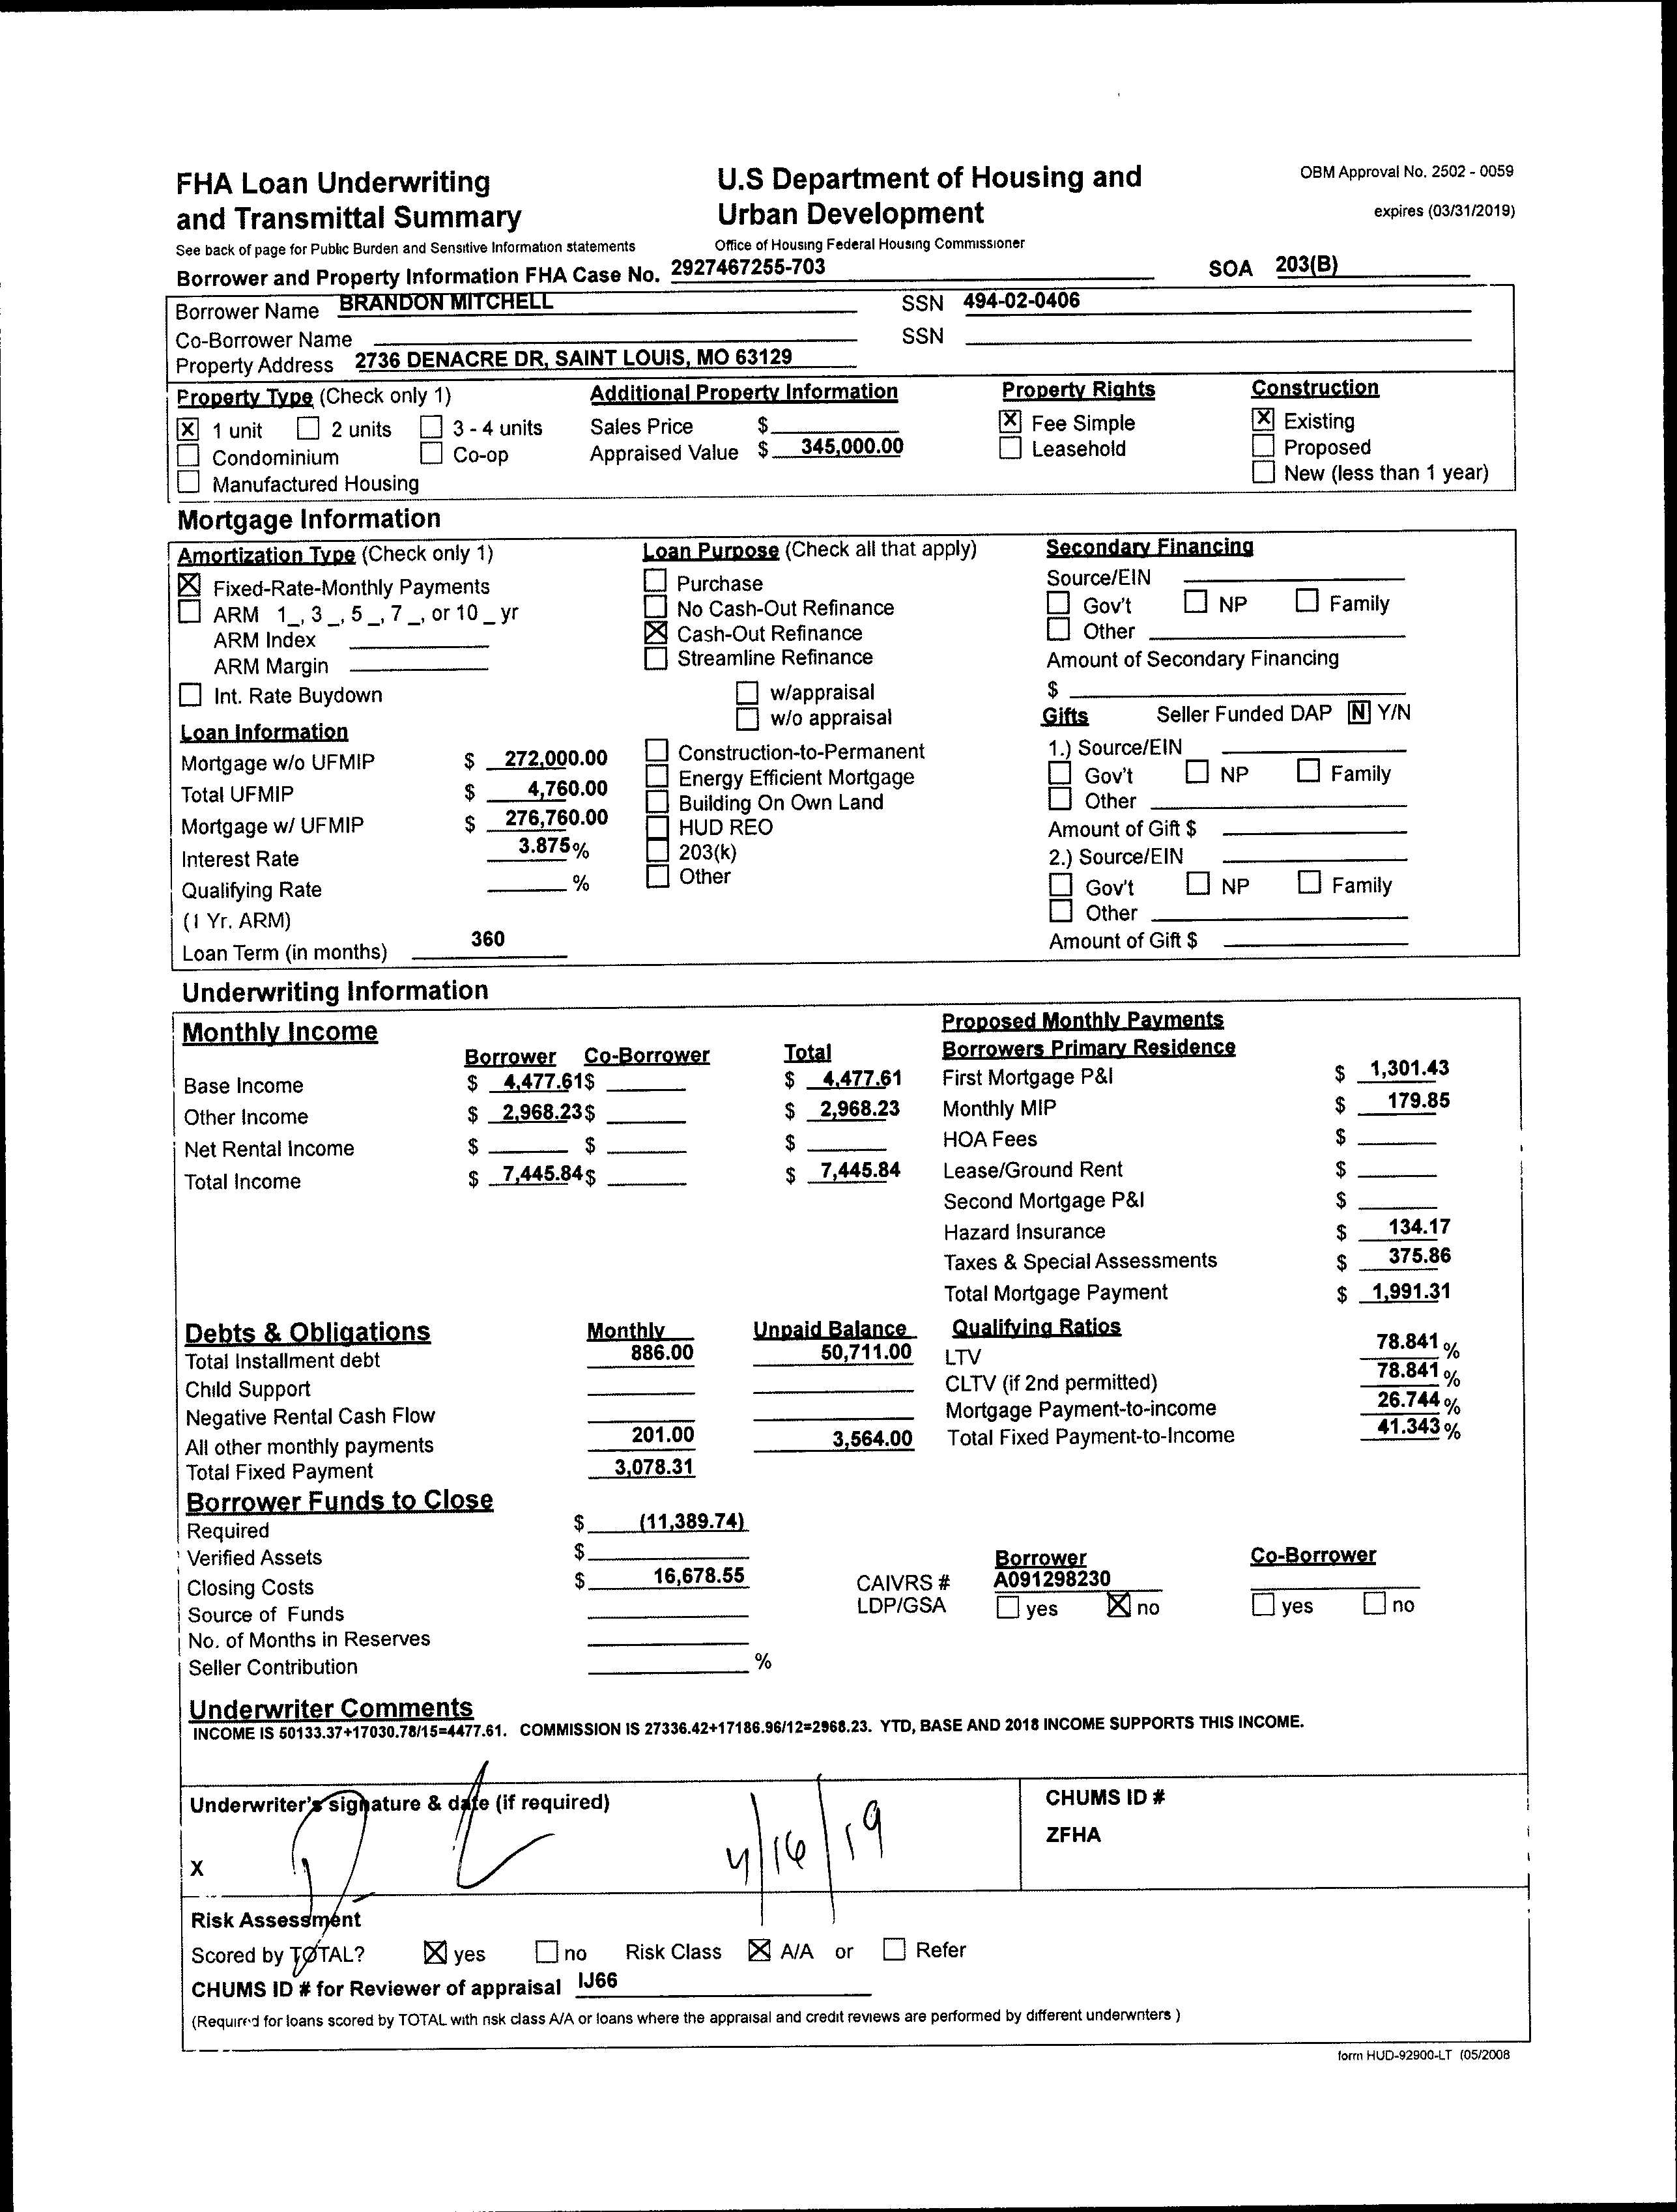 FHA Loan Underwriting
and Transmittal Summary
See back of page for Public Burden and Sensitive Information statements
U.S Department of Housing and
Urban Development
Office of Housing Federal Housing Commissioner
OBM Approval No. 2502 - 0059
expires (03/31/2019)
Borrower and Property Information FHA Case No. 2927467255-703 SOA 203(B)
Borrower Name BRANDON MITCHELL SSN 494-02-0406
Co-Borrower Name SSN
Property Address 2736 DENACRE DR, SAINT LOUIS, MO 63129
Property Type (Check only 1)
X 1 unit 2 units 3 - 4 units
Condominium Co-op
Manufactured Housing
Additional Property Information
Sales Price $
Appraised Value $ 345,000.00
Property Rights
X Fee Simple
Leasehold
Construction
X Existing
Proposed
New (less than 1 year)
Mortgage Information
Amortization Type (Check only 1)
X Fixed-Rate-Monthly Payments
ARM 1_, 3_, 5_, 7_, or 10_ yr
ARM Index
ARM Margin
Int. Rate Buydown
Loan Information
Mortgage w/o UFMIP $ 272,000.00
Total UFMIP $ 4,760.00
Mortgage w/ UFMIP $ 276,760.00
Interest Rate 3.875%
Qualifying Rate %
(1 Yr. ARM)
Loan Term (in months) 360
Loan Purpose (Check all that apply)
Purchase
No Cash-Out Refinance
X Cash-Out Refinance
Streamline Refinance
w/appraisal
w/o appraisal
Construction-to-Permanent
Energy Efficient Mortgage
Building On Own Land
HUD REO
203(k)
Other
Secondary Financing
Source/EIN
Gov't NP Family
Other
Amount of Secondary Financing
$
Gifts Seller Funded DAP N Y/N
1.) Source/EIN
Gov't NP Family
Other
Amount of Gift $
2.) Source/EIN
Gov't NP Family
Other
Amount of Gift $
Underwriting Information
Monthly Income
Borrower Co-Borrower Total
Base Income $ 4,477.61 $ $ 4,477.61
Other Income $ 2,968.23 $ $ 2,968.23
Net Rental Income $ $ $
Total Income $ 7,445.84 $ $ 7,445.84
Proposed Monthly Payments
Borrowers Primary Residence
First Mortgage P&I $ 1,301.43
Monthly MIP $ 179.85
HOA Fees $
Lease/Ground Rent $
Second Mortgage P&I $
Hazard Insurance $ 134.17
Taxes & Special Assessments $ 375.86
Total Mortgage Payment $ 1,991.31
Debts & Obligations Monthly Unpaid Balance
Total Installment debt 886.00 50,711.00
Child Support
Negative Rental Cash Flow
All other monthly payments 201.00 3,564.00
Total Fixed Payment 3,078.31
Qualifying Ratios
LTV 78.841 %
CLTV (if 2nd permitted) 78.841 %
Mortgage Payment-to-income 26.744 %
Total Fixed Payment-to-Income 41.343 %
Borrower Funds to Close
Required $ (11,389.74)
Verified Assets $
Closing Costs $ 16,678.55
Source of Funds
No. of Months in Reserves
Seller Contribution %
Borrower Co-Borrower
CAIVRS # A091298230
LDP/GSA yes X no yes no
Underwriter Comments
INCOME IS 50133.37+17030.78/15=4477.61. COMMISSION IS 27336.42+17186.96/12=2968.23. YTD, BASE AND 2018 INCOME SUPPORTS THIS INCOME.
Underwriter's signature & date (if required)
X 4/16/19
CHUMS ID #
ZFHA
Risk Assessment
Scored by TOTAL? X yes no Risk Class X A/A or Refer
CHUMS ID # for Reviewer of appraisal IJ66
(Required for loans scored by TOTAL with risk class A/A or loans where the appraisal and credit reviews are performed by different underwriters )
form HUD-92900-LT (05/2008